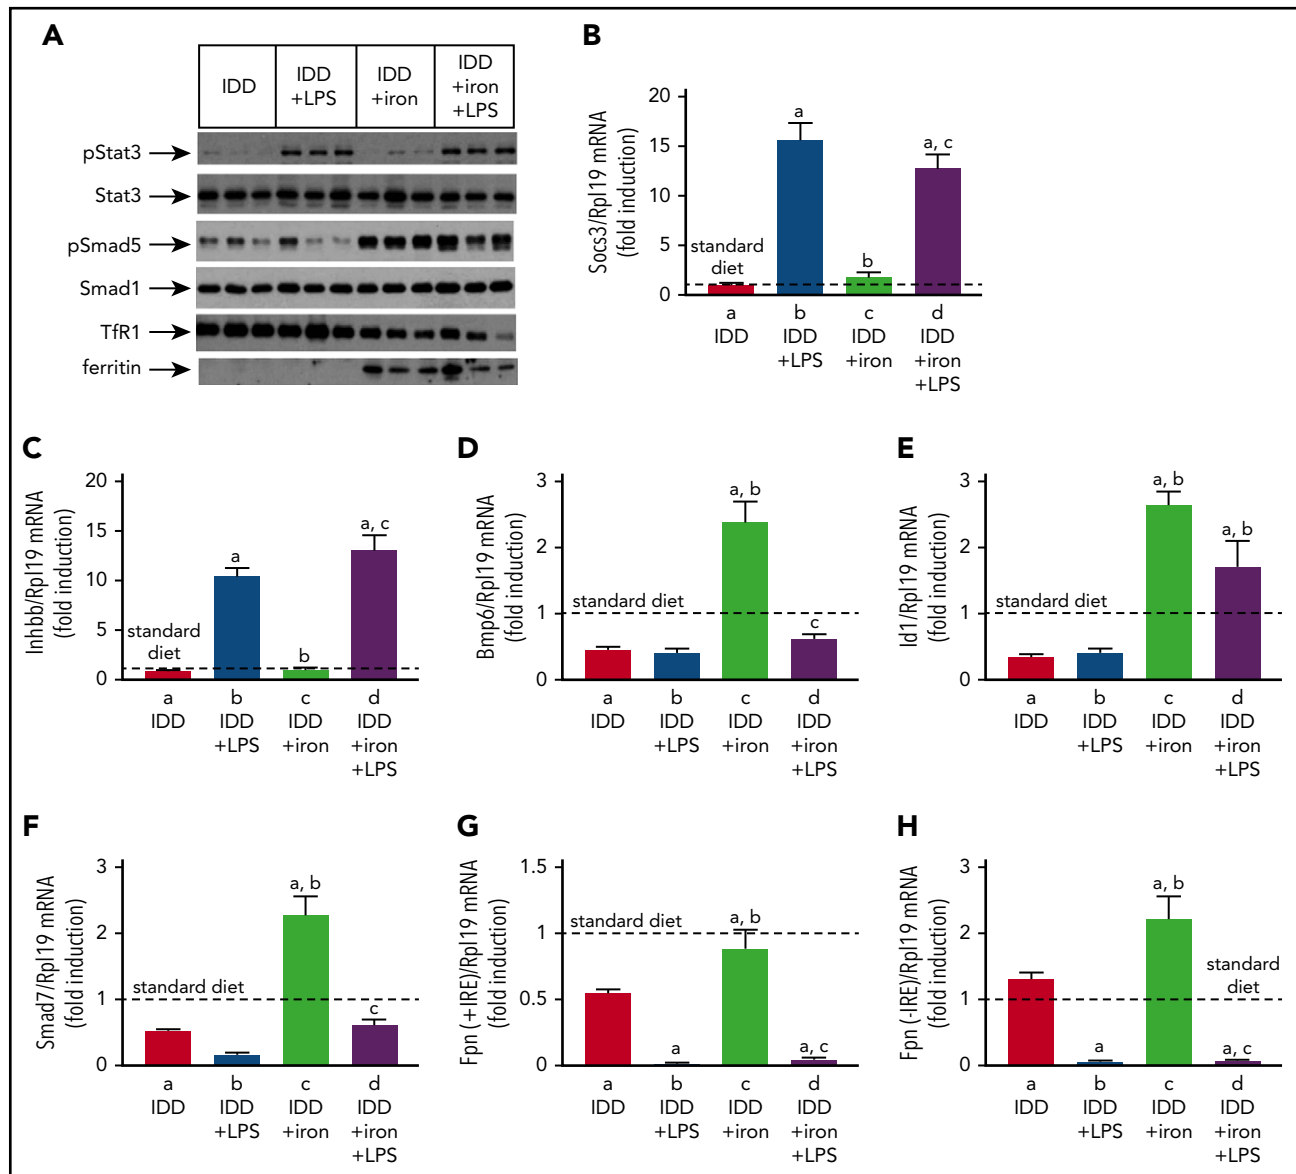 A
IDD
IDD
+LPS
IDD
+iron
IDD
+iron
+LPS
pStat3
Stat3
pSmad5
Smad1
TfR1
ferritin
B
Socs3/Rpl19 mRNA
(fold induction)
20
15
10
5
0
standard
diet
a
b
a, c
a
IDD
b
IDD
+LPS
c
IDD
+iron
d
IDD
+iron
+LPS
C
Inhbb/Rpl19 mRNA
(fold induction)
20
15
10
5
0
standard
diet
a
b
a, c
a
IDD
b
IDD
+LPS
c
IDD
+iron
d
IDD
+iron
+LPS
D
Bmp6/Rpl19 mRNA
(fold induction)
3
2
1
0
standard diet
a, b
c
a
IDD
b
IDD
+LPS
c
IDD
+iron
d
IDD
+iron
+LPS
E
Id1/Rpl19 mRNA
(fold induction)
3
2
1
0
standard diet
a, b
a, b
a
IDD
b
IDD
+LPS
c
IDD
+iron
d
IDD
+iron
+LPS
F
Smad7/Rpl19 mRNA
(fold induction)
3
2
1
0
standard diet
a, b
c
a
IDD
b
IDD
+LPS
c
IDD
+iron
d
IDD
+iron
+LPS
G
Fpn (+IRE)/Rpl19 mRNA
(fold induction)
1.5
1
0.5
0
standard diet
a
a, b
a, c
a
IDD
b
IDD
+LPS
c
IDD
+iron
d
IDD
+iron
+LPS
H
Fpn (-IRE)/Rpl19 mRNA
(fold induction)
3
2
1
0
standard
diet
a
a, b
a, c
a
IDD
b
IDD
+LPS
c
IDD
+iron
d
IDD
+iron
+LPS